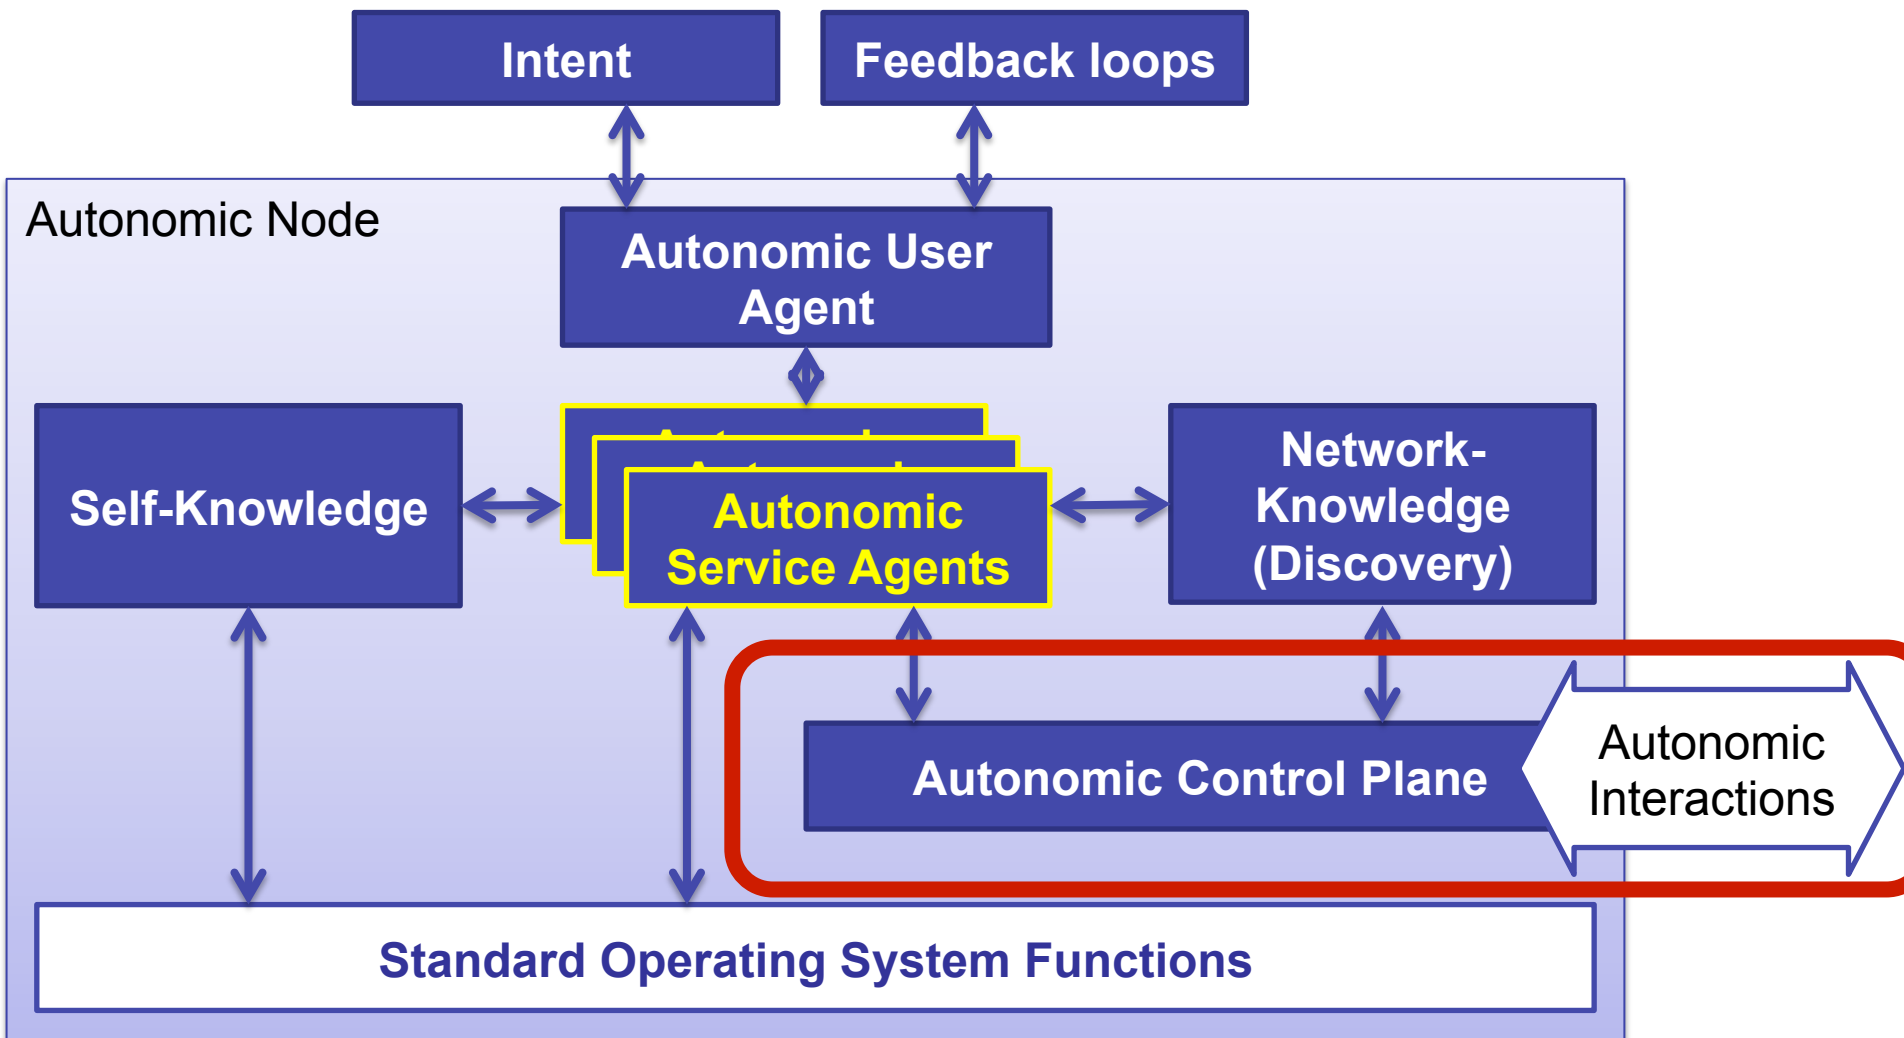 Intent
Feedback loops
Autonomic Node
Autonomic User
Agent
Self-Knowledge
Autonomic
Service Agents
Network-
Knowledge
(Discovery)
Autonomic Control Plane
Autonomic
Interactions
Standard Operating System Functions